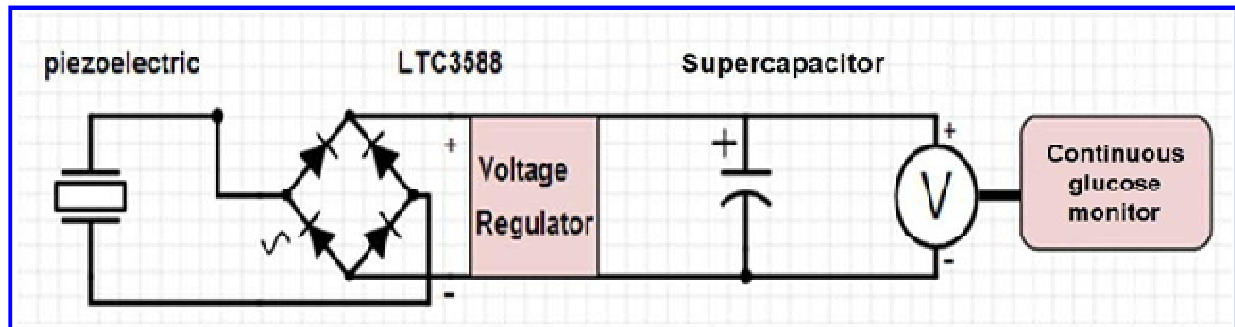 piezoelectric
LTC3588
Supercapacitor
+
-
Voltage
Regulator
+
+
V
-
Continuous
glucose
monitor